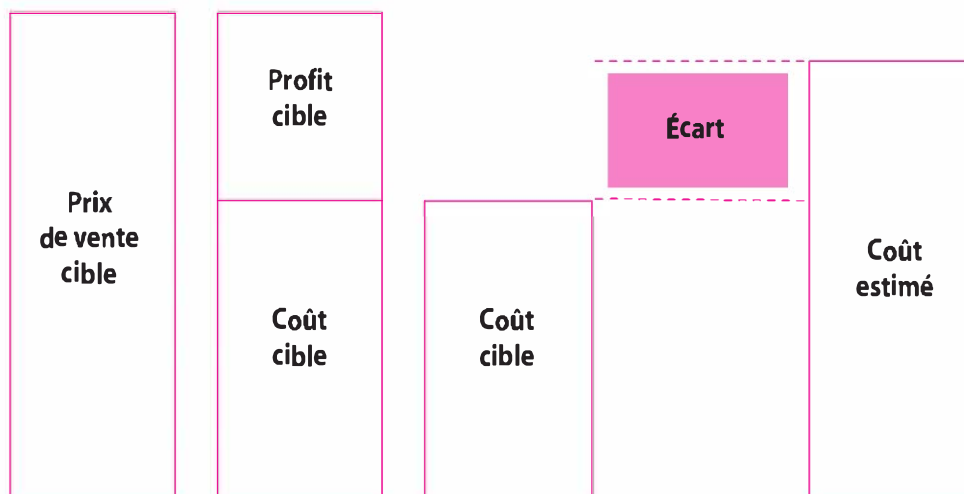 Prix
de vente
cible
Profit
cible
Coût
cible
Coût
cible
Écart
Coût
estimé